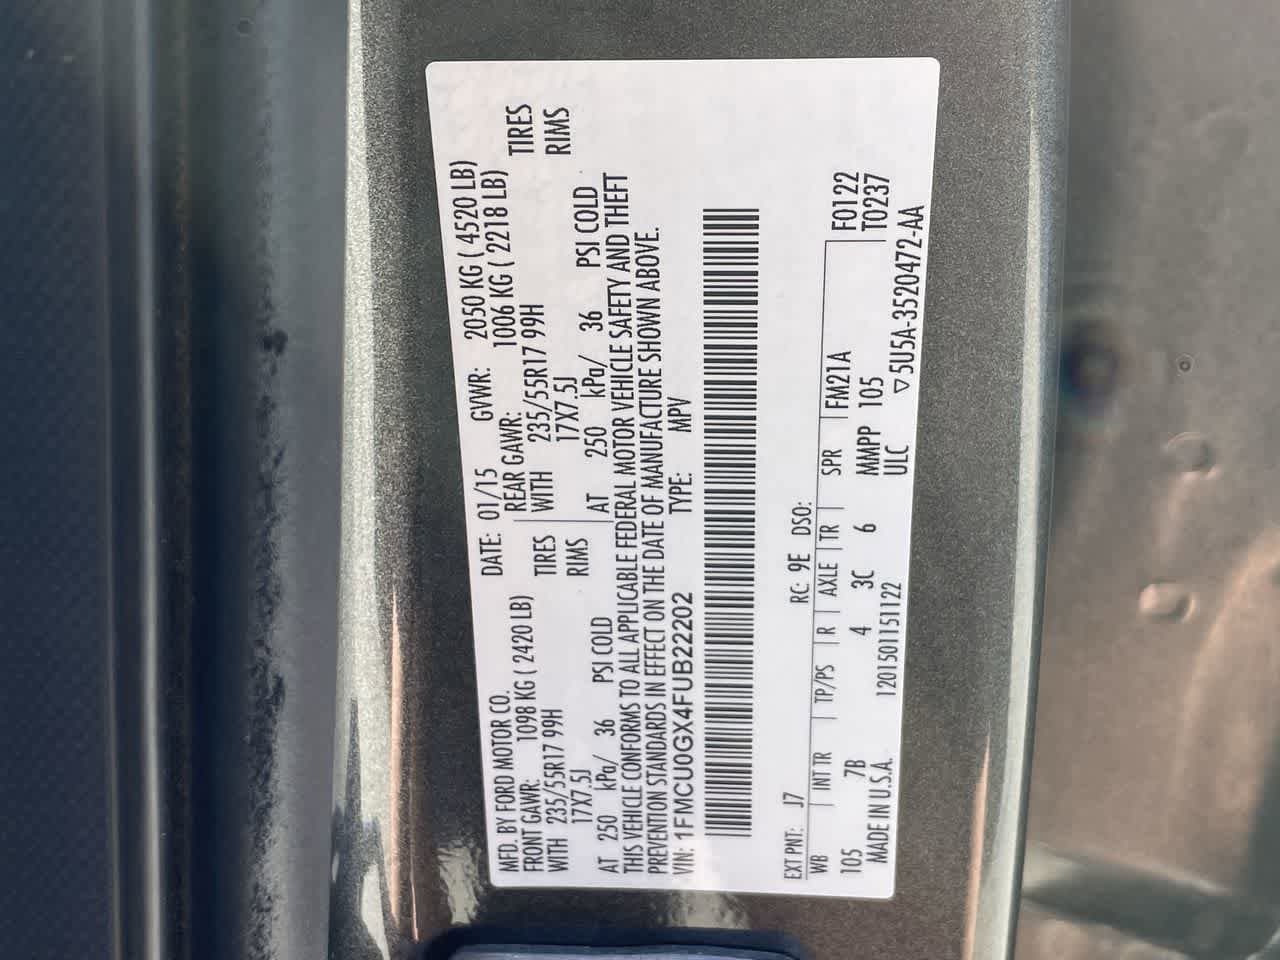 MFD. BY FORD MOTOR CO.
DATE: 01/15 GVWR: 2050 KG ( 4520 LB)
FRONT GAWR: 1098 KG ( 2420 LB)
REAR GAWR: 1006 KG ( 2218 LB)
WITH 235/55R17 99H TIRES
WITH 235/55R17 99H TIRES
17X7.5J RIMS
17X7.5J RIMS
AT 250 kPa/ 36 PSI COLD
AT 250 kPa/ 36 PSI COLD
THIS VEHICLE CONFORMS TO ALL APPLICABLE FEDERAL MOTOR VEHICLE SAFETY AND THEFT
PREVENTION STANDARDS IN EFFECT ON THE DATE OF MANUFACTURE SHOWN ABOVE.
VIN: 1FMCU0GX4FUB22202 TYPE: MPV
EXT PNT: J7 RC: 9E DSO: F0122
WB INT TR TP/PS R AXLE TR SPR FM21A T0237
105 7B 4 3C 6 MMPP 105
MADE IN U.S.A. 1201501151122 ULC ▽5U5A-3520472-AA